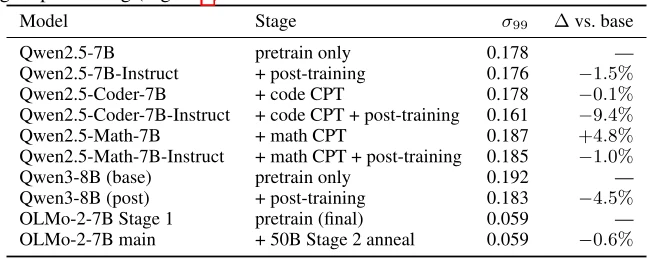 Model Stage σ99 Δ vs. base
Qwen2.5-7B pretrain only 0.178 —
Qwen2.5-7B-Instruct + post-training 0.176 −1.5%
Qwen2.5-Coder-7B + code CPT 0.178 −0.1%
Qwen2.5-Coder-7B-Instruct + code CPT + post-training 0.161 −9.4%
Qwen2.5-Math-7B + math CPT 0.187 +4.8%
Qwen2.5-Math-7B-Instruct + math CPT + post-training 0.185 −1.0%
Qwen3-8B (base) pretrain only 0.192 —
Qwen3-8B (post) + post-training 0.183 −4.5%
OLMo-2-7B Stage 1 pretrain (final) 0.059 —
OLMo-2-7B main + 50B Stage 2 anneal 0.059 −0.6%